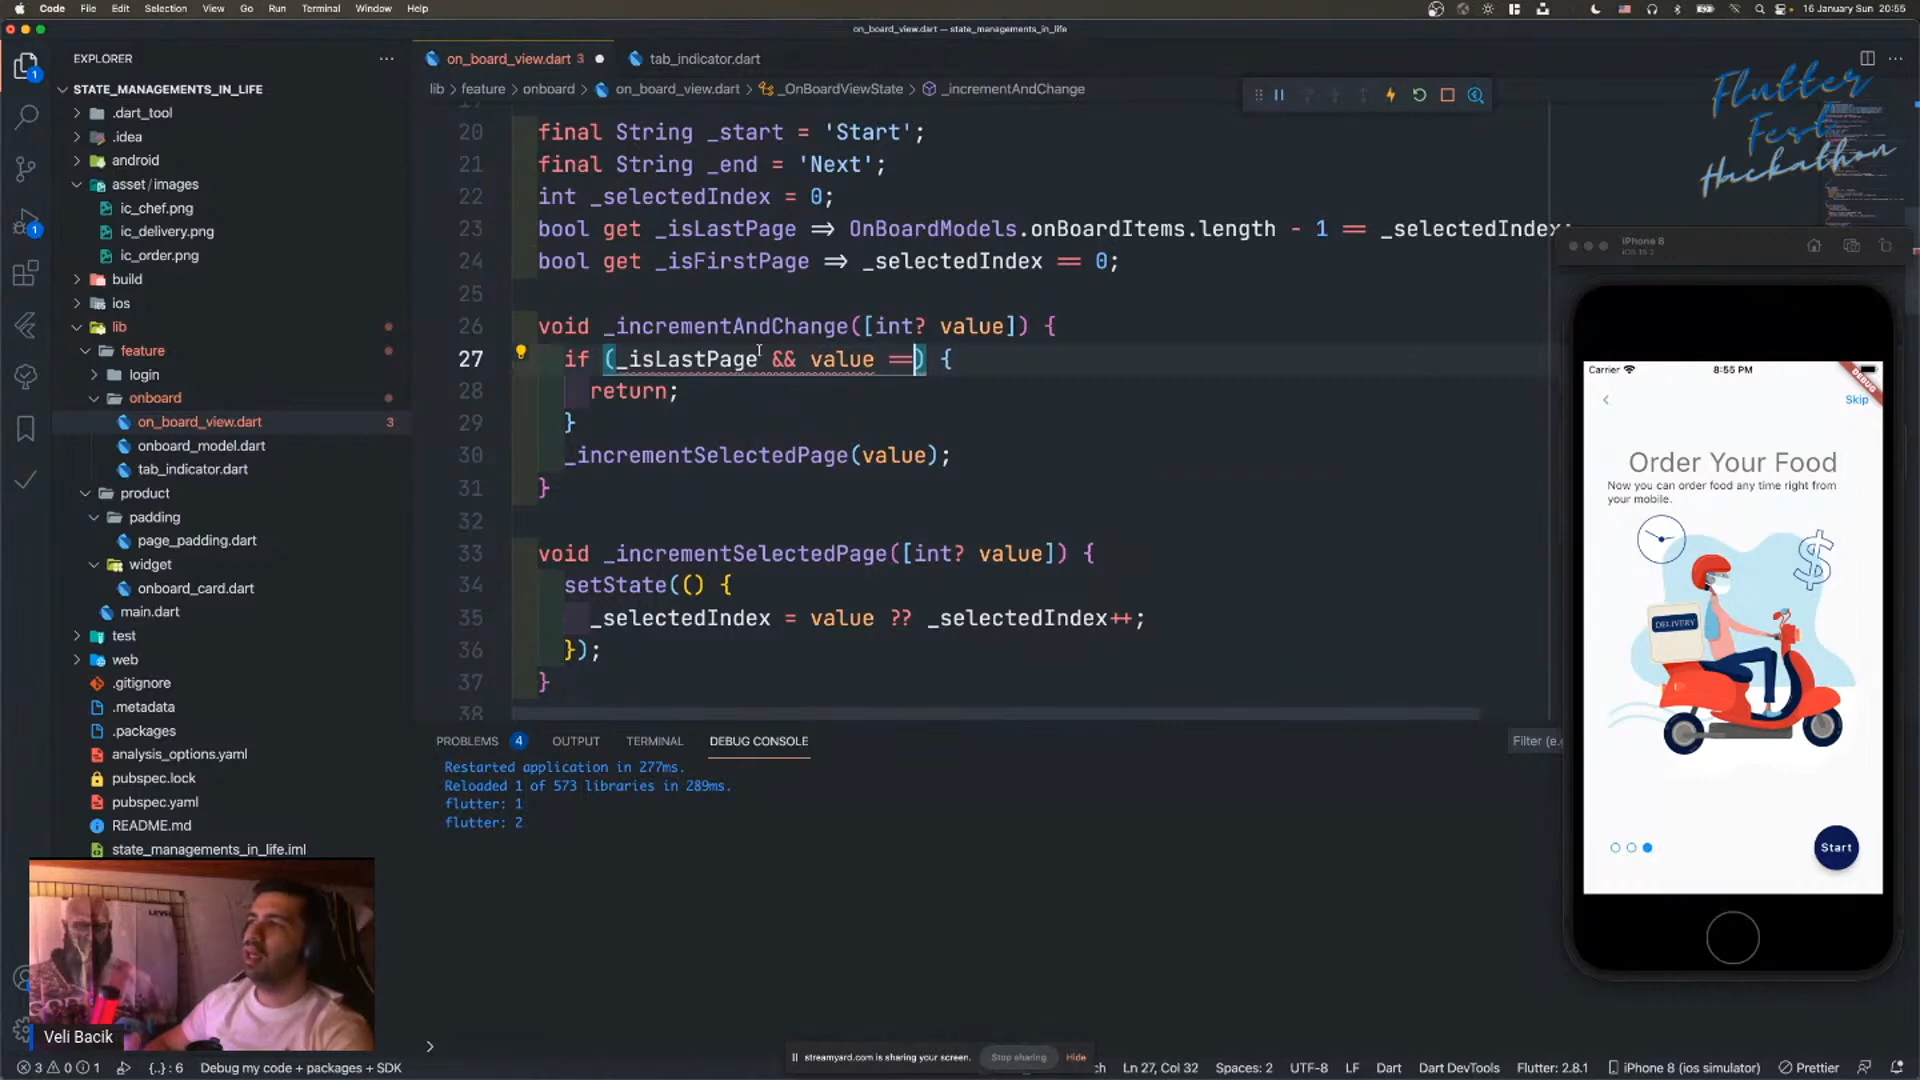 Code File Edit Selection View Go Run Terminal Window Help 16 January Sun 20:55
on_board_view.dart — state_managements_in_life
EXPLORER
STATE_MANAGEMENTS_IN_LIFE
.dart_tool
.idea
android
asset/images
ic_chef.png
ic_delivery.png
ic_order.png
build
ios
lib
feature
login
onboard
on_board_view.dart 3
onboard_model.dart
tab_indicator.dart
product
padding
page_padding.dart
widget
onboard_card.dart
main.dart
test
web
.gitignore
.metadata
.packages
analysis_options.yaml
pubspec.lock
pubspec.yaml
README.md
state_managements_in_life.iml
on_board_view.dart 3 tab_indicator.dart
lib > feature > onboard > on_board_view.dart > _OnBoardViewState > _incrementAndChange
20 final String _start = 'Start';
21 final String _end = 'Next';
22 int _selectedIndex = 0;
23 bool get _isLastPage => OnBoardModels.onBoardItems.length - 1 == _selectedIndex;
24 bool get _isFirstPage => _selectedIndex == 0;
25
26 void _incrementAndChange([int? value]) {
27 if (_isLastPage && value ==) {
28 return;
29 }
30 _incrementSelectedPage(value);
31 }
32
33 void _incrementSelectedPage([int? value]) {
34 setState(() {
35 _selectedIndex = value ?? _selectedIndex++;
36 });
37 }
38
PROBLEMS 4 OUTPUT TERMINAL DEBUG CONSOLE Filter (e.
Restarted application in 277ms.
Reloaded 1 of 573 libraries in 289ms.
flutter: 1
flutter: 2
Flutter
Fest
Hackathon
iPhone 8
iOS 15.2
Carrier 8:55 PM
DEBUG
Skip
Order Your Food
Now you can order food any time right from
your mobile.
DELIVERY
Start
Veli Bacik
streamyard.com is sharing your screen. Stop sharing Hide
3 0 1 {..}: 6 Debug my code + packages + SDK Ln 27, Col 32 Spaces: 2 UTF-8 LF Dart Dart DevTools Flutter: 2.8.1 iPhone 8 (ios simulator) Prettier